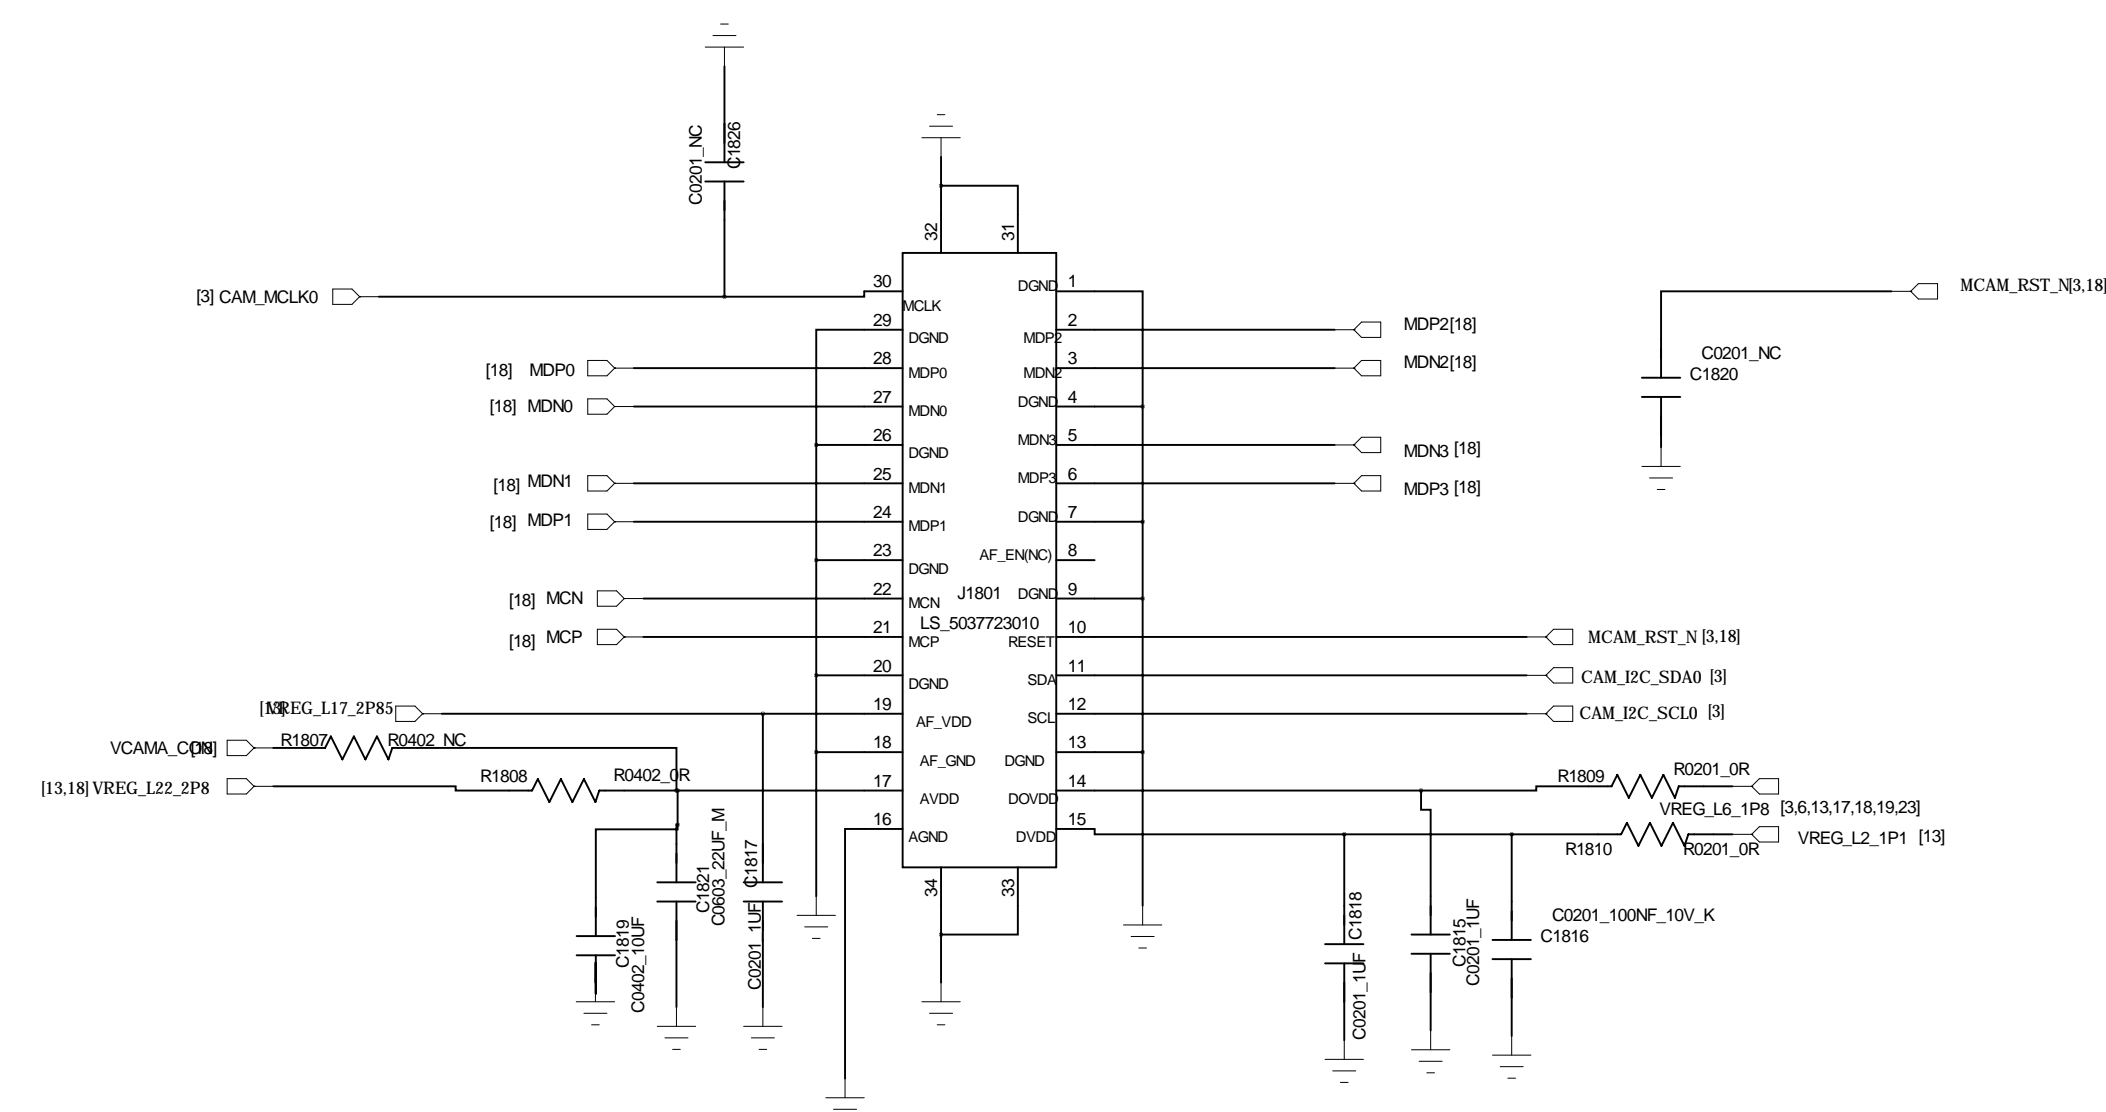 C0201_NC
C1826
32
31
[3] CAM_MCLK0
30
MCLK
DGND
1
MCAM_RST_N[3,18]
29
DGND
MDP2
2
MDP2[18]
[18] MDP0
28
MDP0
MDN2
3
MDN2[18]
C0201_NC
C1820
[18] MDN0
27
MDN0
DGND
4
26
DGND
MDN3
5
MDN3 [18]
[18] MDN1
25
MDN1
MDP3
6
MDP3 [18]
[18] MDP1
24
MDP1
DGND
7
23
DGND
AF_EN(NC)
8
[18] MCN
22
MCN
J1801
DGND
9
LS_5037723010
[18] MCP
21
MCP
RESET
10
MCAM_RST_N [3,18]
20
DGND
SDA
11
CAM_I2C_SDA0 [3]
[13]
VREG_L17_2P85
19
AF_VDD
SCL
12
CAM_I2C_SCL0 [3]
VCAMA_CON
[18]
R1807
R0402_NC
18
AF_GND
DGND
13
[13,18] VREG_L22_2P8
R1808
R0402_0R
17
AVDD
DOVDD
14
R1809
R0201_0R
VREG_L6_1P8 [3,6,13,17,18,19,23]
16
AGND
DVDD
15
R1810
R0201_0R
VREG_L2_1P1 [13]
34
33
C1819
C0402_10UF
C1821
C0603_22UF_M
C1817
C0201_1UF
C1818
C0201_1UF
C1815
C0201_1UF
C0201_100NF_10V_K
C1816